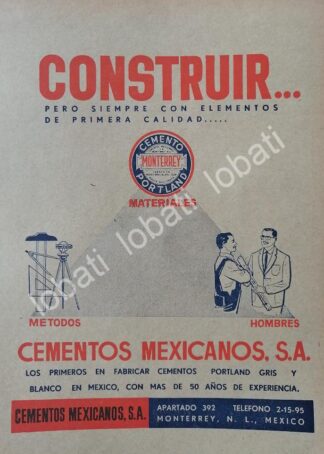 CONSTRUIR...
PERO SIEMPRE CON ELEMENTOS
DE PRIMERA CALIDAD.....
CEMENTO
MONTERREY
PORTLAND
MATERIALES
lobati lobati lobati
METODOS
HOMBRES
CEMENTOS MEXICANOS, S.A.
LOS PRIMEROS EN FABRICAR CEMENTOS PORTLAND GRIS Y
BLANCO EN MEXICO, CON MAS DE 50 AÑOS DE EXPERIENCIA.
CEMENTOS MEXICANOS, S.A.
APARTADO 392 TELEFONO 2-15-95
MONTERREY, N. L., MEXICO